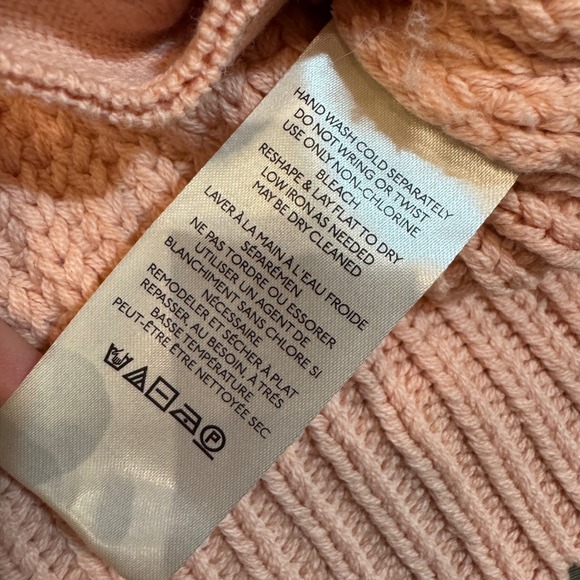 HAND WASH COLD SEPARATELY
DO NOT WRING OR TWIST
USE ONLY NON-CHLORINE
BLEACH
RESHAPE & LAY FLAT TO DRY
LOW IRON AS NEEDED
MAY BE DRY CLEANED
LAVER À LA MAIN À L'EAU FROIDE
SÉPARÉMEN
NE PAS TORDRE OU ESSORER
UTILISER UN AGENT DE
BLANCHIMENT SANS CHLORE SI
NÉCESSAIRE
REMODELER ET SÉCHER À PLAT
REPASSER, AU BESOIN, À TRÉS
BASSE TEMPÉRATURE
PEUT-ÊTRE ÊTRE NETTOYÉE SEC
P